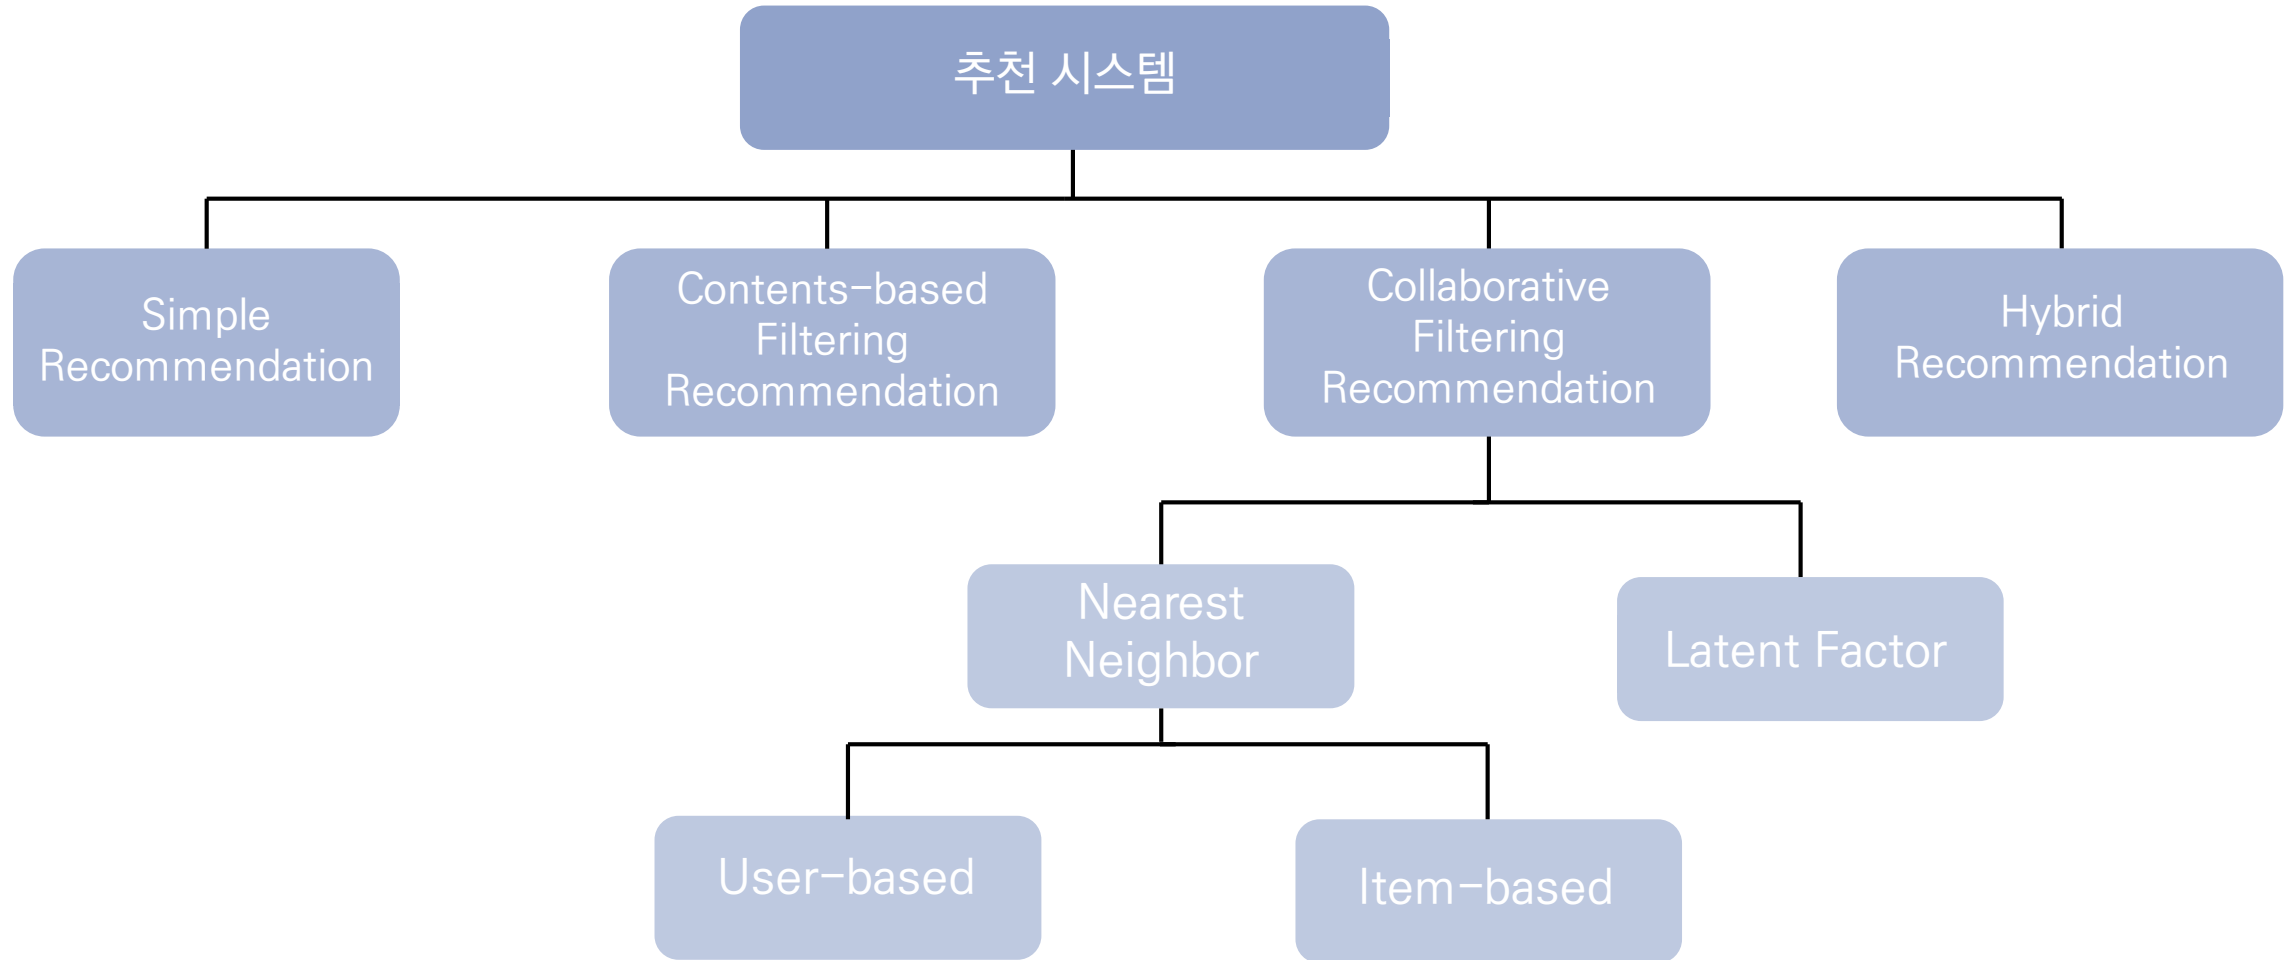 추천 시스템
Simple
Recommendation
Contents-based
Filtering
Recommendation
Collaborative
Filtering
Recommendation
Hybrid
Recommendation
Nearest
Neighbor
Latent Factor
User-based
Item-based